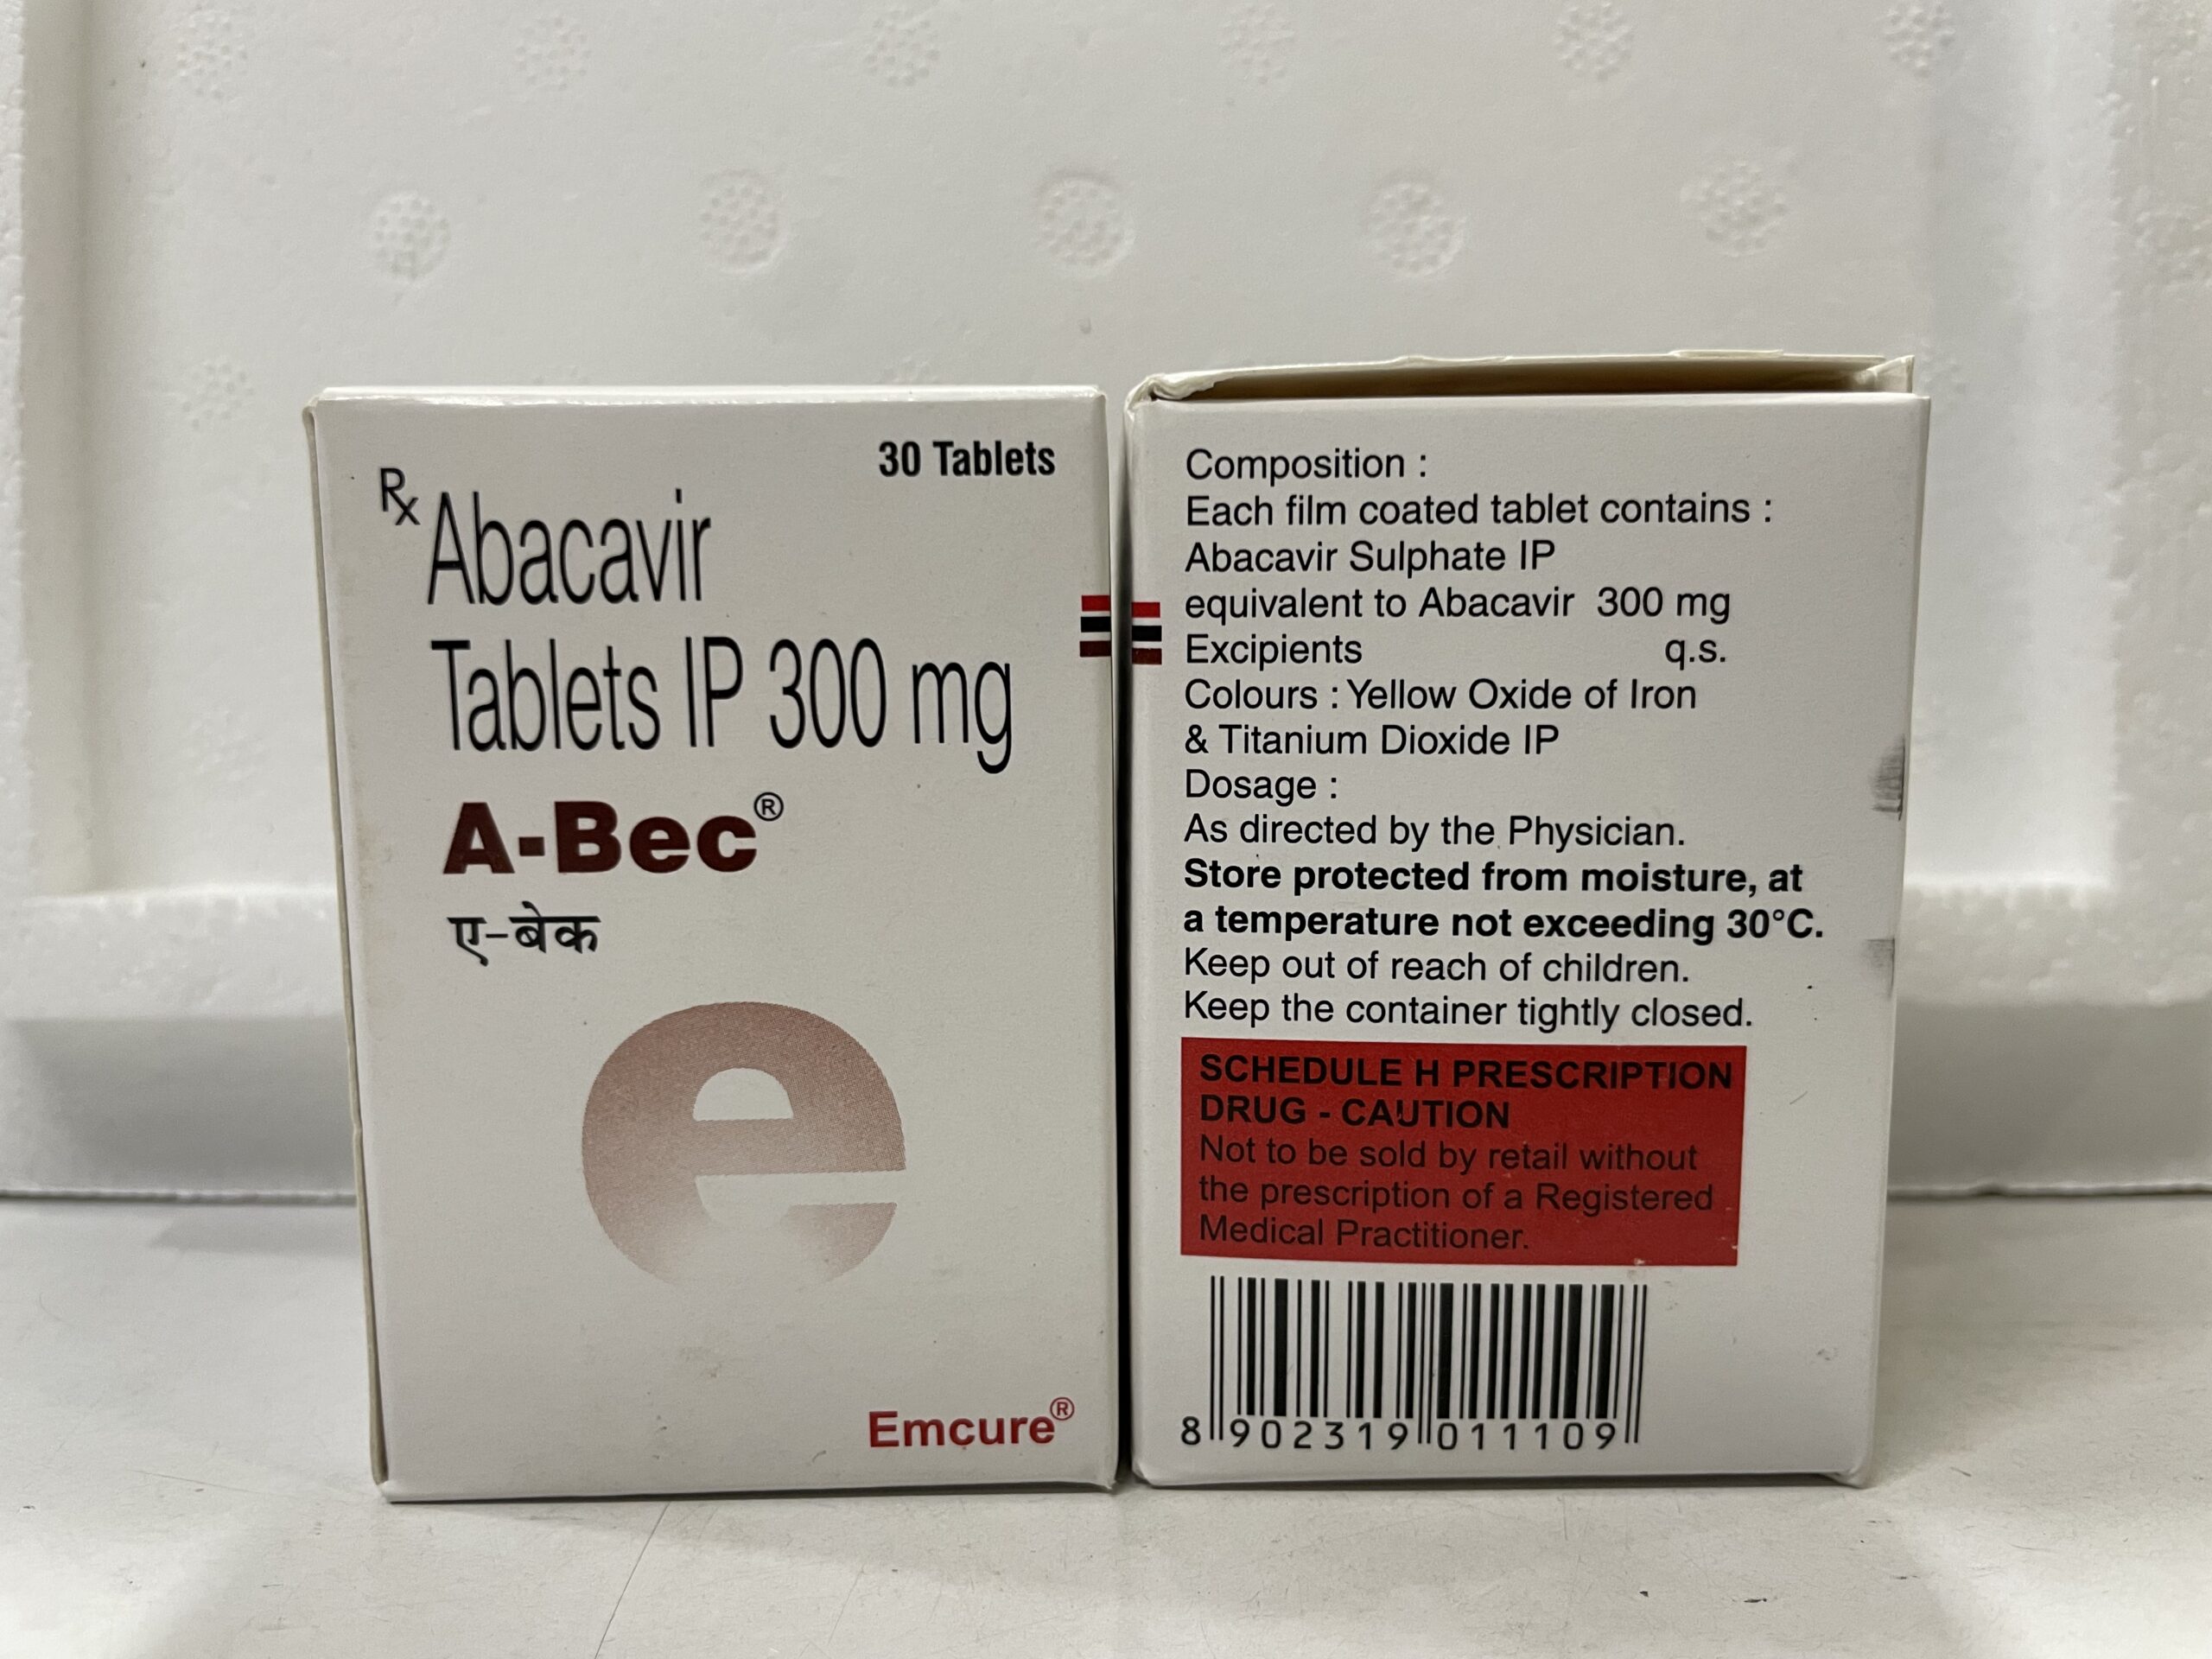 30 Tablets
Rx Abacavir
Tablets IP 300 mg
A-Bec®
ए-बेक
e
Emcure®
Composition :
Each film coated tablet contains :
Abacavir Sulphate IP
equivalent to Abacavir 300 mg
Excipients q.s.
Colours : Yellow Oxide of Iron
& Titanium Dioxide IP
Dosage :
As directed by the Physician.
Store protected from moisture, at
a temperature not exceeding 30°C.
Keep out of reach of children.
Keep the container tightly closed.
SCHEDULE H PRESCRIPTION
DRUG - CAUTION
Not to be sold by retail without
the prescription of a Registered
Medical Practitioner.
8 902319 011109